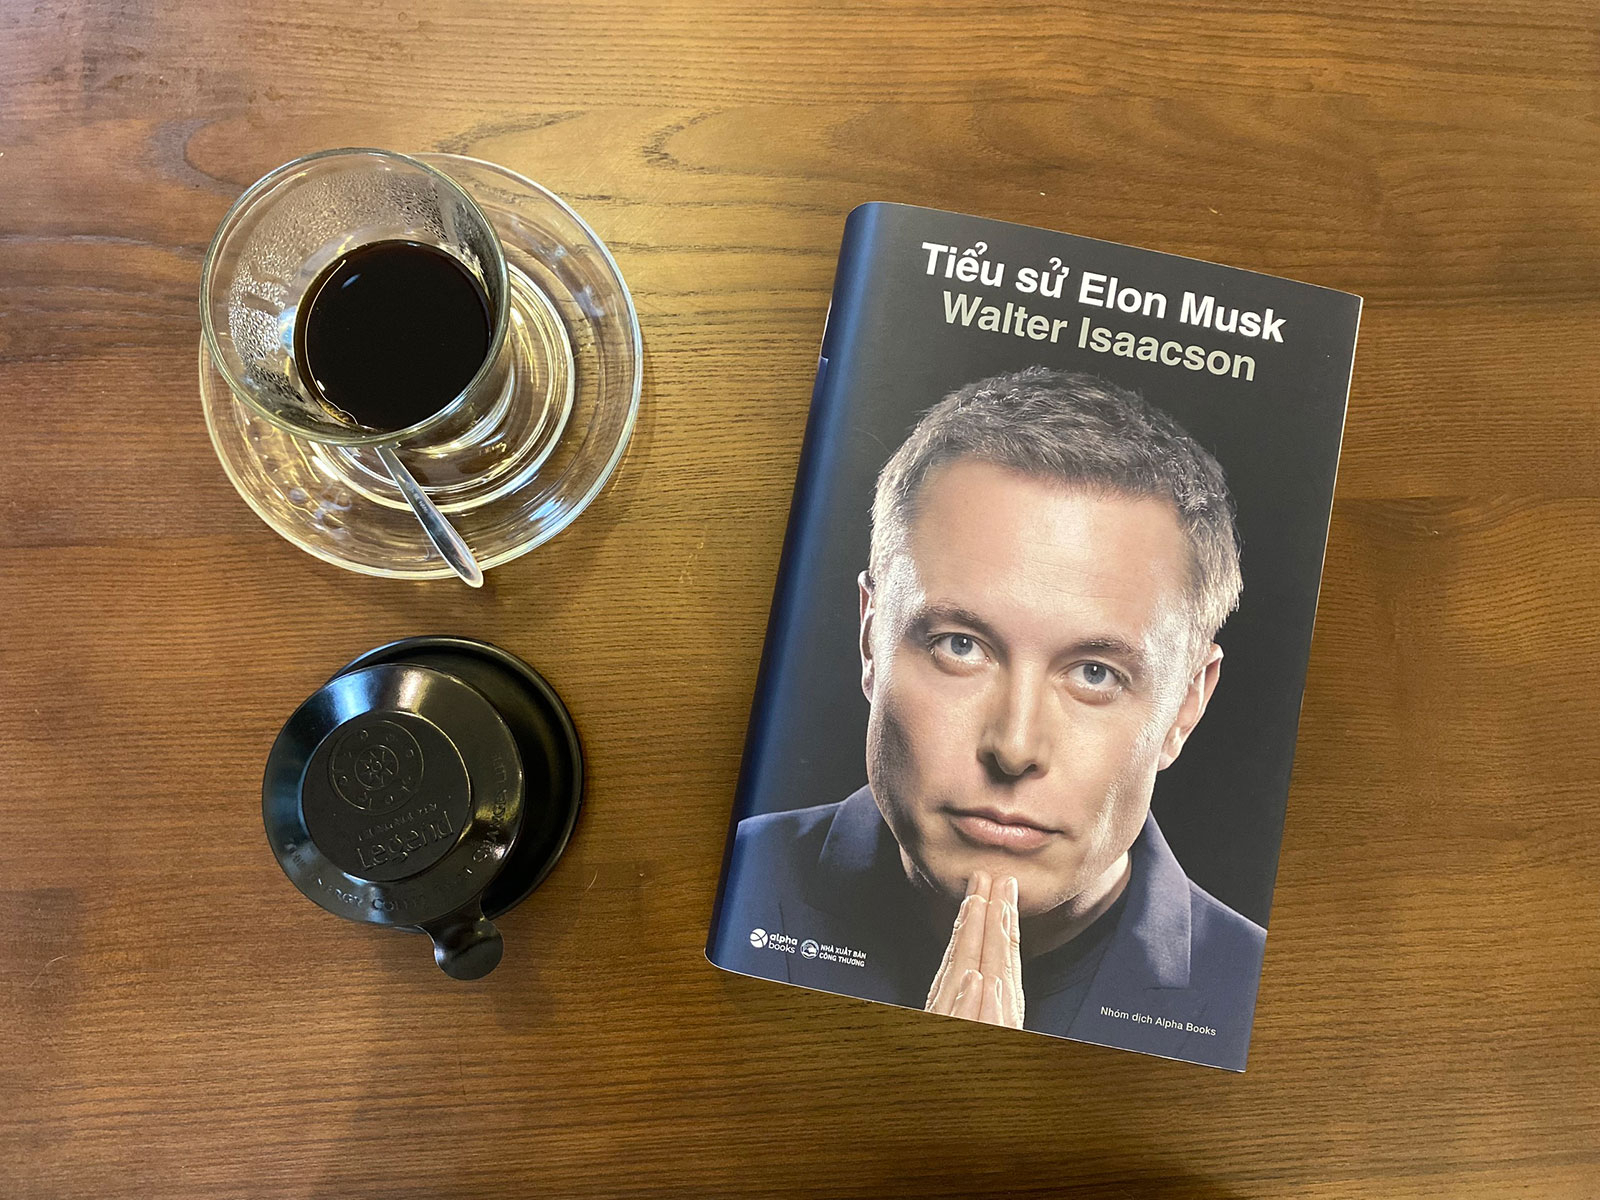 Tiểu sử Elon Musk
Walter Isaacson
alpha
books
NHÀ XUẤT BẢN
CÔNG THƯƠNG
Nhóm dịch Alpha Books
Legend